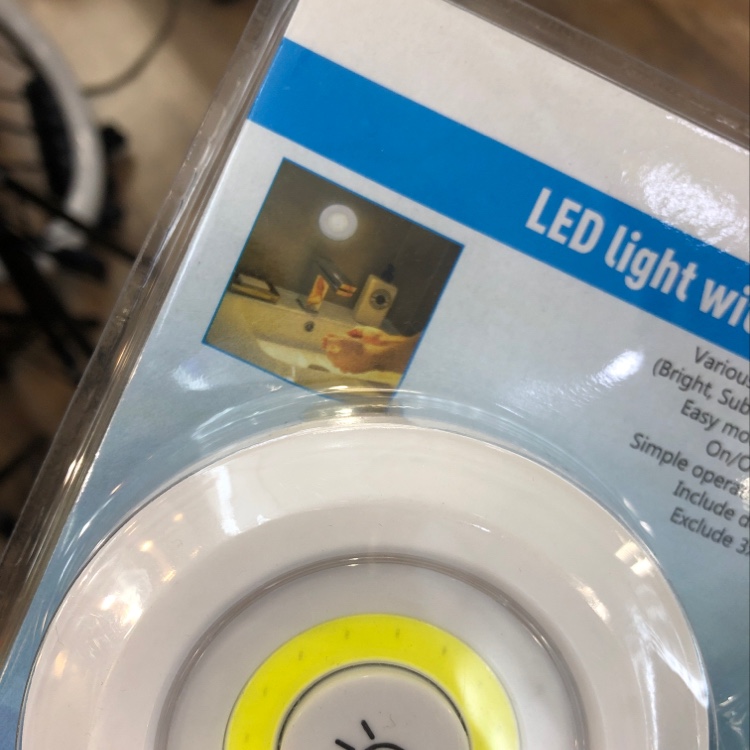 LED light wi
Various
(Bright, Sub
Easy mo
On/O
Simple opera
Include
Exclude 3